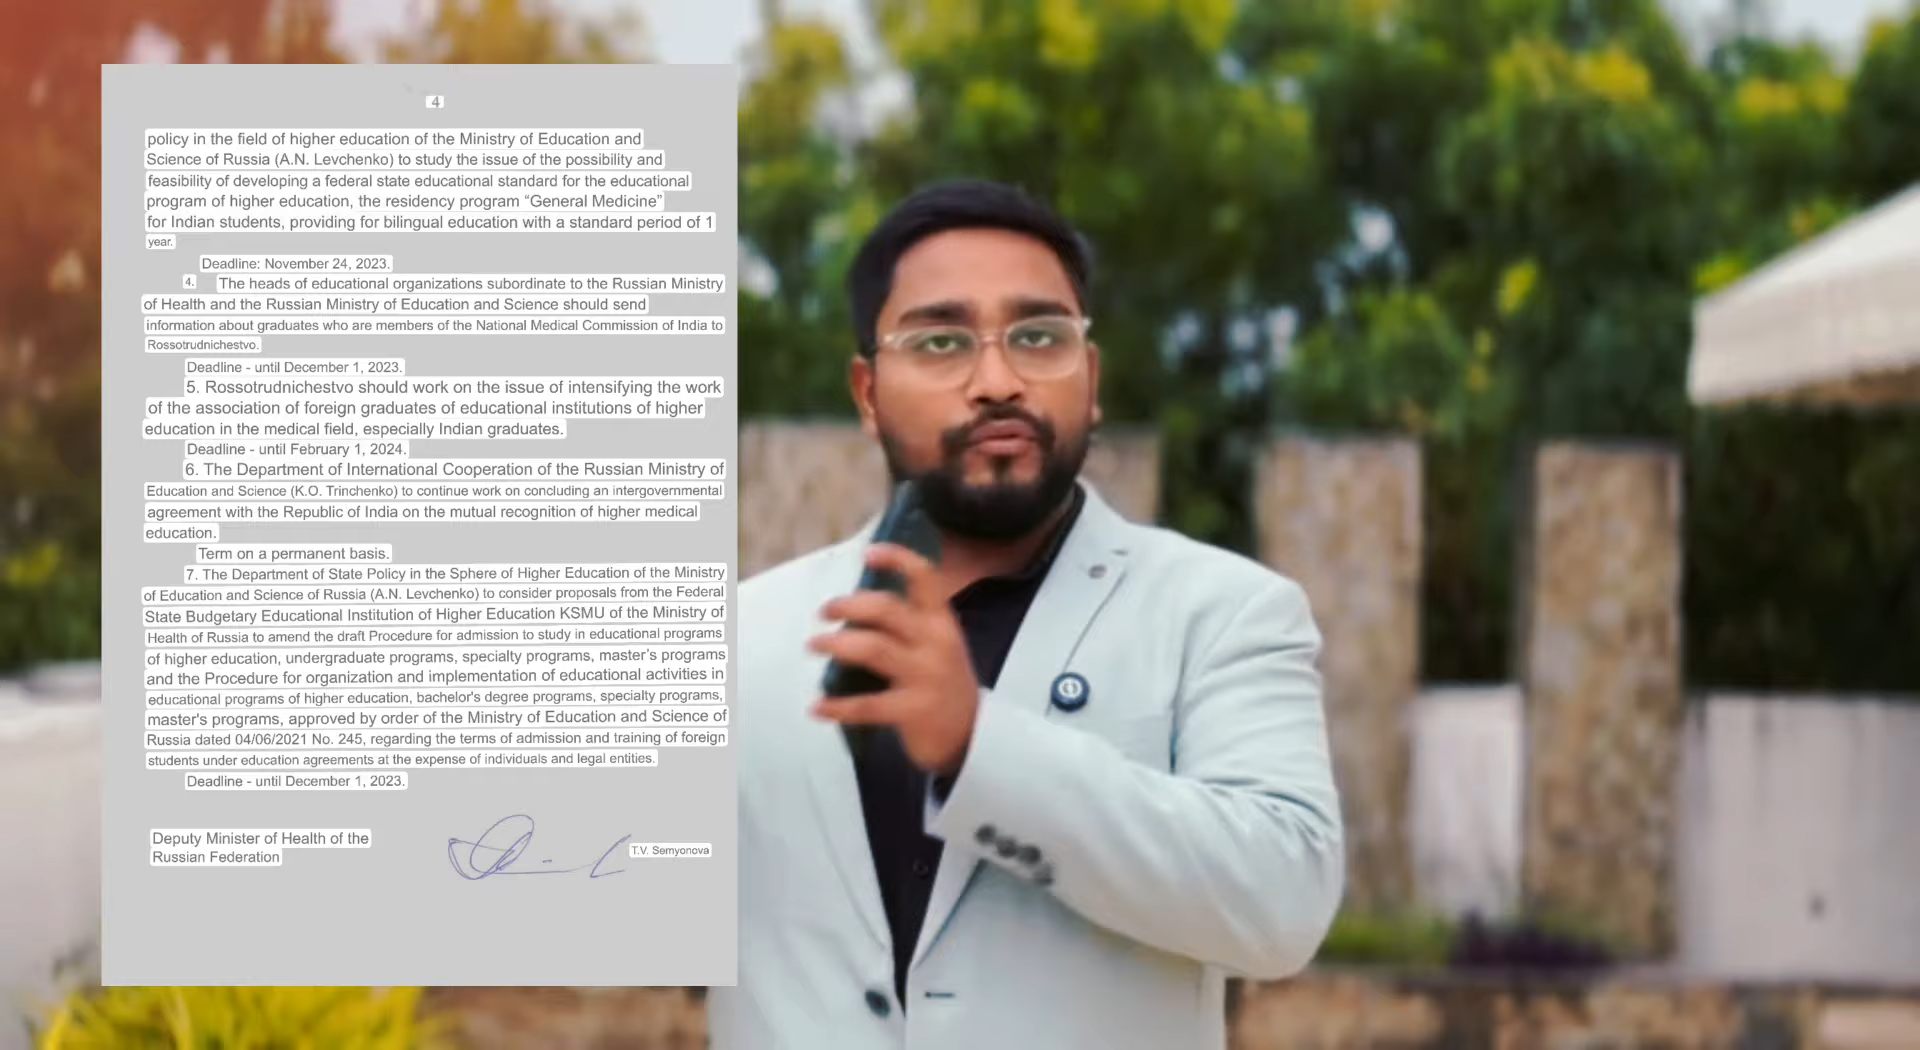 4
policy in the field of higher education of the Ministry of Education and
Science of Russia (A.N. Levchenko) to study the issue of the possibility and
feasibility of developing a federal state educational standard for the educational
program of higher education, the residency program “General Medicine”
for Indian students, providing for bilingual education with a standard period of 1
year.
Deadline: November 24, 2023.
4. The heads of educational organizations subordinate to the Russian Ministry
of Health and the Russian Ministry of Education and Science should send
information about graduates who are members of the National Medical Commission of India to
Rossotrudnichestvo.
Deadline - until December 1, 2023.
5. Rossotrudnichestvo should work on the issue of intensifying the work
of the association of foreign graduates of educational institutions of higher
education in the medical field, especially Indian graduates.
Deadline - until February 1, 2024.
6. The Department of International Cooperation of the Russian Ministry of
Education and Science (K.O. Trinchenko) to continue work on concluding an intergovernmental
agreement with the Republic of India on the mutual recognition of higher medical
education.
Term on a permanent basis.
7. The Department of State Policy in the Sphere of Higher Education of the Ministry
of Education and Science of Russia (A.N. Levchenko) to consider proposals from the Federal
State Budgetary Educational Institution of Higher Education KSMU of the Ministry of
Health of Russia to amend the draft Procedure for admission to study in educational programs
of higher education, undergraduate programs, specialty programs, master’s programs
and the Procedure for organization and implementation of educational activities in
educational programs of higher education, bachelor's degree programs, specialty programs,
master's programs, approved by order of the Ministry of Education and Science of
Russia dated 04/06/2021 No. 245, regarding the terms of admission and training of foreign
students under education agreements at the expense of individuals and legal entities.
Deadline - until December 1, 2023.
Deputy Minister of Health of the
Russian Federation
T.V. Semyonova